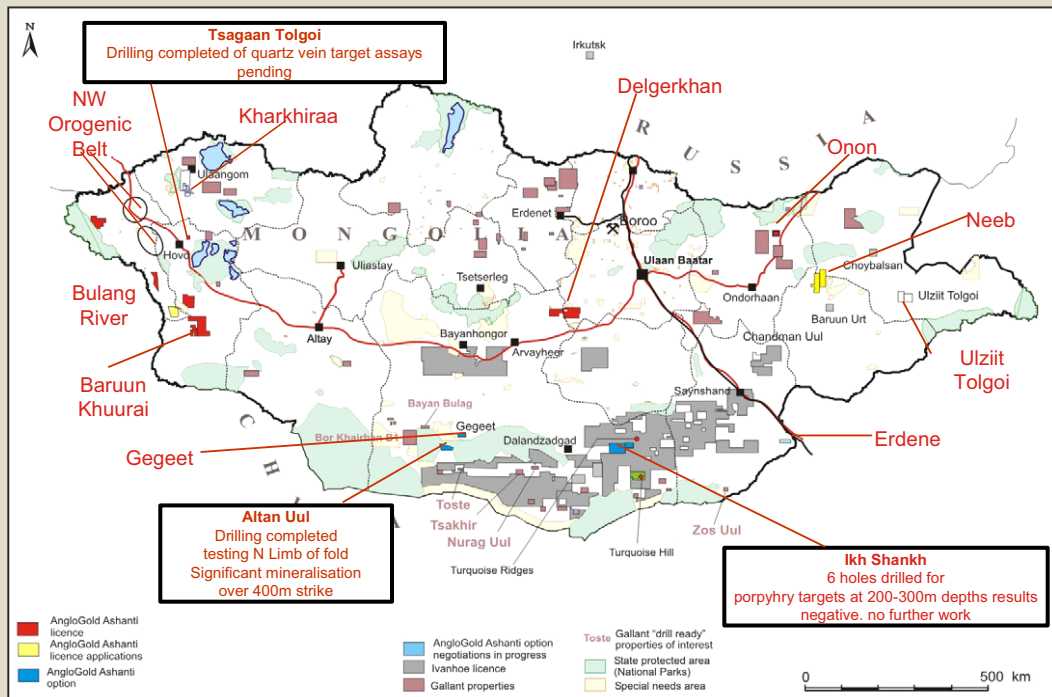 N
Tsagaan Tolgoi
Drilling completed of quartz vein target assays
pending
Irkutsk
NW
Orogenic
Belt
Kharkhiraa
Delgerkhan
RUSSIA
Onon
Neeb
Ulaangom
Erdenet
Boroo
MONGOLIA
Hovd
Uliastay
Tsetserleg
Ulaan Baatar
Choybalsan
Ondorhaan
Ulziit Tolgoi
Baruun Urt
Bulang
River
Altay
Bayanhongor
Arvayheer
Chandman Uul
Baruun
Khuurai
Saynshand
Ulziit
Tolgoi
Bayan Bulag
Gegeet
Bor Khairhan B1
Dalandzadgad
Erdene
Gegeet
CHI
A
Toste
Tsakhir
Nurag Uul
Zos Uul
Turquoise Hill
Turquoise Ridges
Altan Uul
Drilling completed
testing N Limb of fold
Significant mineralisation
over 400m strike
Ikh Shankh
6 holes drilled for
porpyhry targets at 200-300m depths results
negative. no further work
AngloGold Ashanti
licence
AngloGold Ashanti
licence applications
AngloGold Ashanti
option
AngloGold Ashanti option
negotiations in progress
Ivanhoe licence
Gallant properties
Toste
Gallant "drill ready"
properties of interest
State protected area
(National Parks)
Special needs area
0 500 km